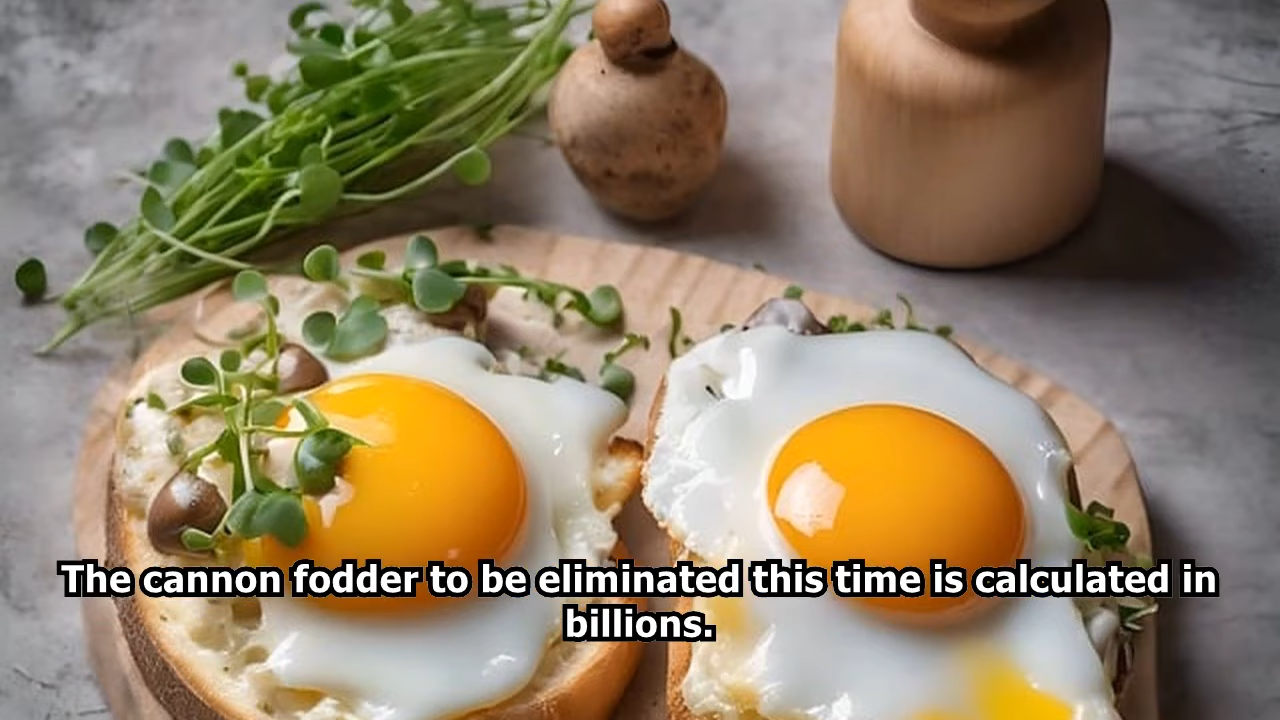 The cannon fodder to be eliminated this time is calculated in
billions.